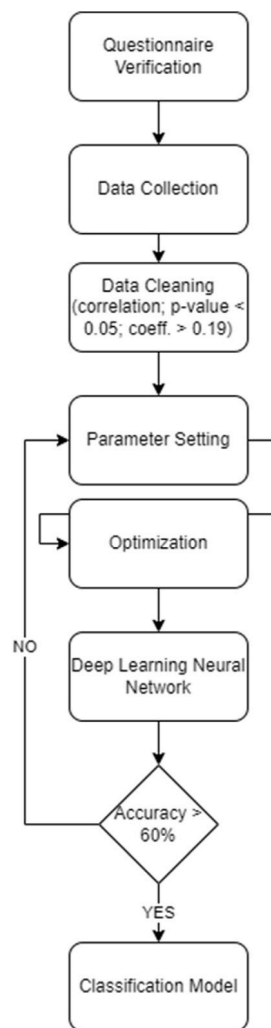 Questionnaire
Verification
Data Collection
Data Cleaning
(correlation; p-value <
0.05; coeff. > 0.19)
Parameter Setting
Optimization
NO
Deep Learning Neural
Network
Accuracy >
60%
YES
Classification Model